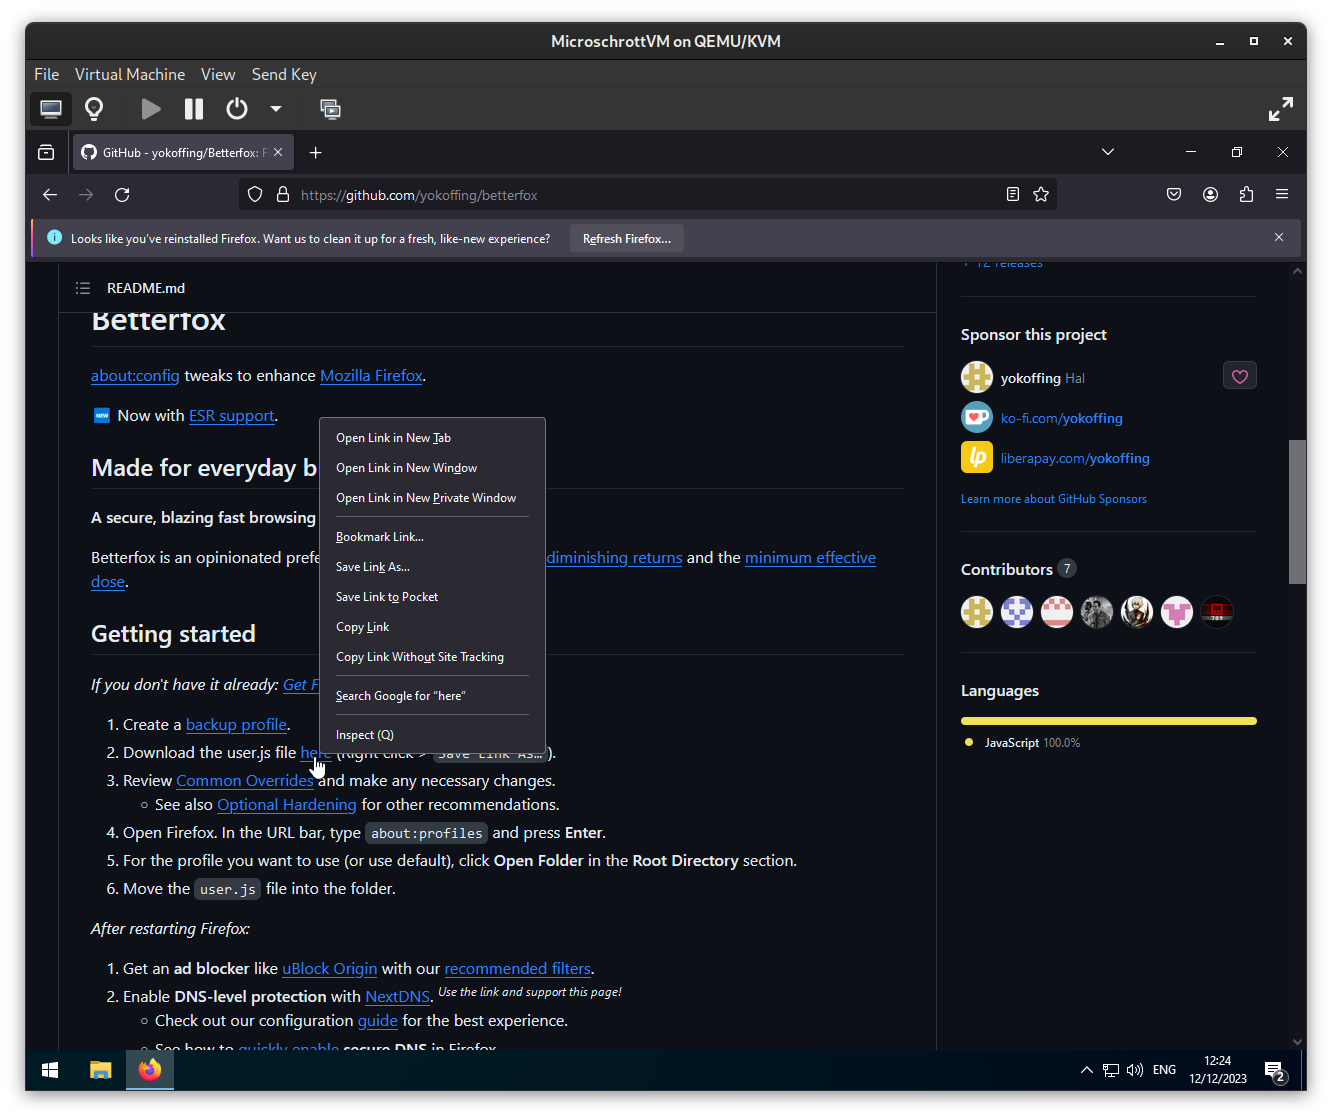 MicroschrottVM on QEMU/KVM
File Virtual Machine View Send Key
GitHub - yokoffing/Betterfox: F
https://github.com/yokoffing/betterfox
Looks like you've reinstalled Firefox. Want us to clean it up for a fresh, like-new experience? Refresh Firefox...
README.md
Betterfox
about:config tweaks to enhance Mozilla Firefox.
NEW Now with ESR support.
Made for everyday b
A secure, blazing fast browsing
Betterfox is an opinionated prefe diminishing returns and the minimum effective
dose.
Getting started
If you don't have it already: Get F
1. Create a backup profile.
2. Download the user.js file here (Right click > Save Link As… ).
3. Review Common Overrides and make any necessary changes.
See also Optional Hardening for other recommendations.
4. Open Firefox. In the URL bar, type about:profiles and press Enter.
5. For the profile you want to use (or use default), click Open Folder in the Root Directory section.
6. Move the user.js file into the folder.
After restarting Firefox:
1. Get an ad blocker like uBlock Origin with our recommended filters.
2. Enable DNS-level protection with NextDNS. Use the link and support this page!
Check out our configuration guide for the best experience.
See how to quickly enable secure DNS in Firefox.
Open Link in New Tab
Open Link in New Window
Open Link in New Private Window
Bookmark Link...
Save Link As...
Save Link to Pocket
Copy Link
Copy Link Without Site Tracking
Search Google for "here"
Inspect (Q)
+ 12 releases
Sponsor this project
yokoffing Hal
ko-fi.com/yokoffing
lp liberapay.com/yokoffing
Learn more about GitHub Sponsors
Contributors 7
789
Languages
JavaScript 100.0%
ENG
12:24
12/12/2023
2